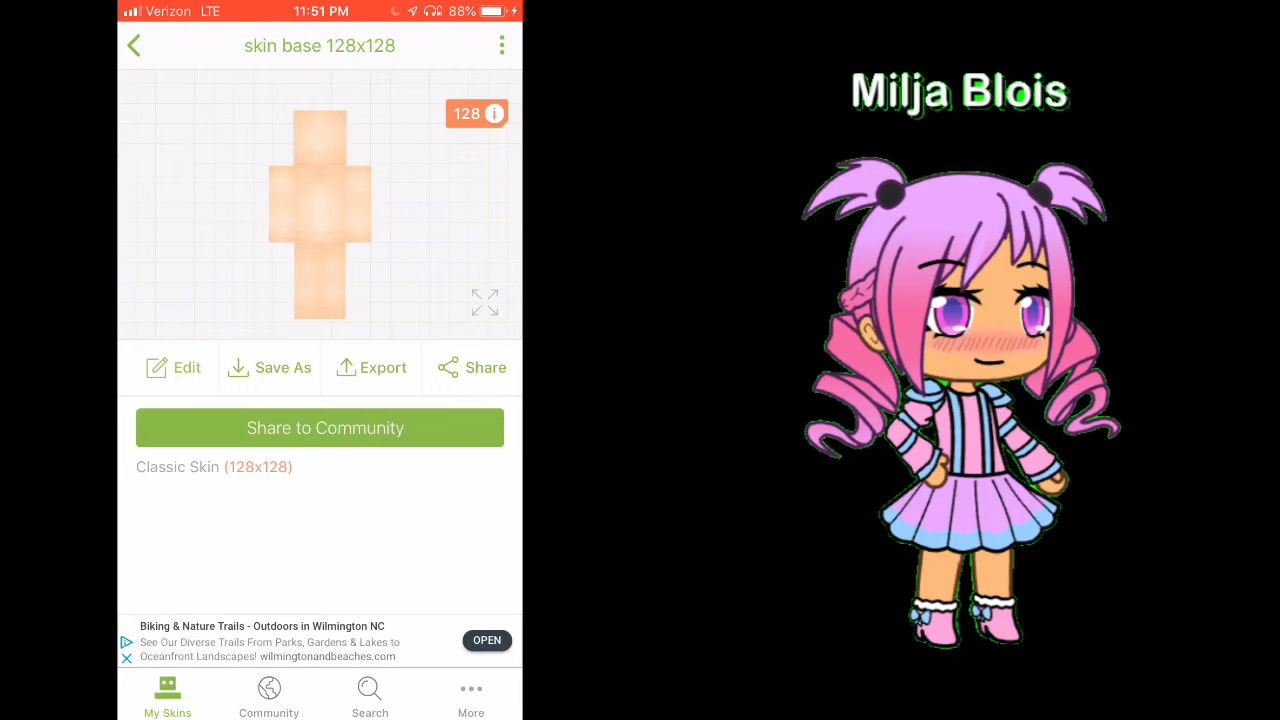 Verizon LTE 11:51 PM 88%
skin base 128x128
128 i
Edit Save As Export Share
Share to Community
Classic Skin (128x128)
Biking & Nature Trails - Outdoors in Wilmington NC
See Our Diverse Trails From Parks, Gardens & Lakes to
Oceanfront Landscapes! wilmingtonandbeaches.com
OPEN
My Skins Community Search More
Milja Blois